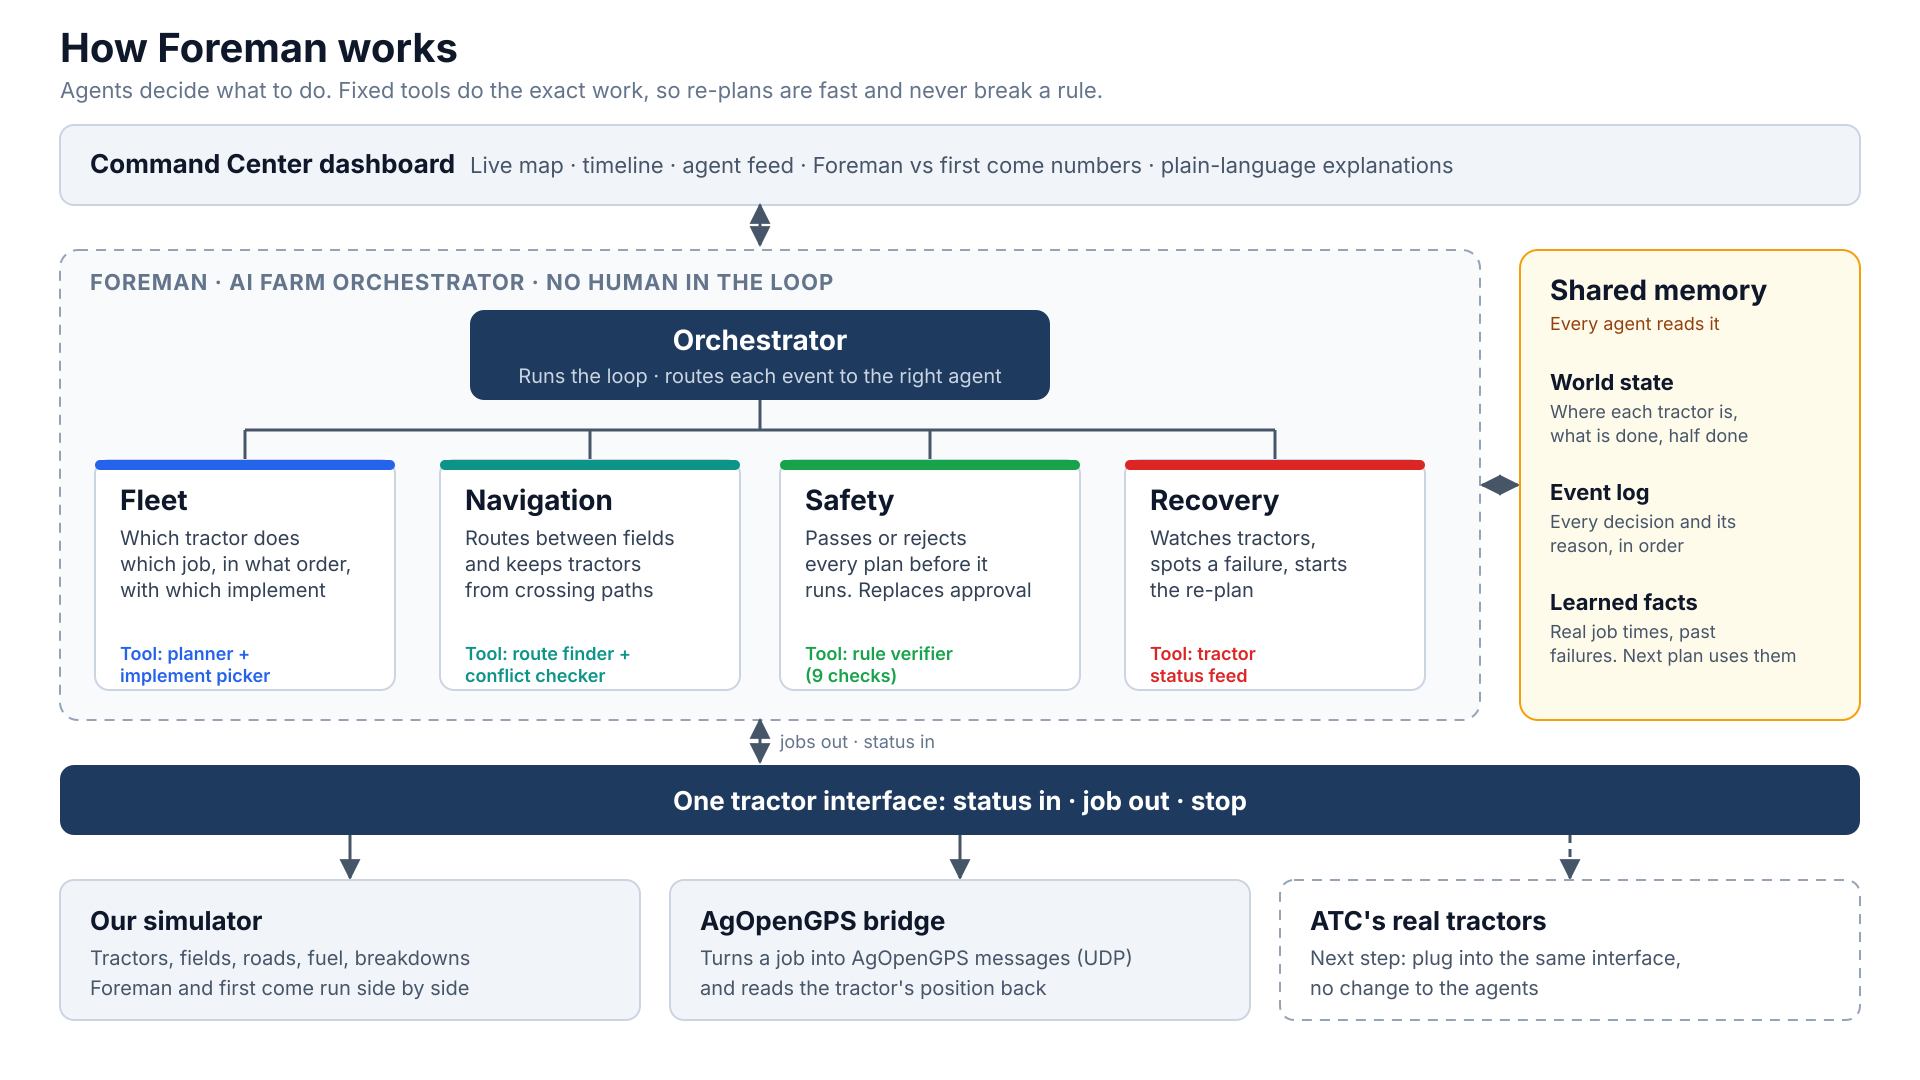 How Foreman works
Agents decide what to do. Fixed tools do the exact work, so re-plans are fast and never break a rule.
Command Center dashboard Live map · timeline · agent feed · Foreman vs first come numbers · plain-language explanations
FOREMAN · AI FARM ORCHESTRATOR · NO HUMAN IN THE LOOP
Orchestrator
Runs the loop · routes each event to the right agent
Fleet
Which tractor does
which job, in what order,
with which implement
Tool: planner +
implement picker
Navigation
Routes between fields
and keeps tractors
from crossing paths
Tool: route finder +
conflict checker
Safety
Passes or rejects
every plan before it
runs. Replaces approval
Tool: rule verifier
(9 checks)
Recovery
Watches tractors,
spots a failure, starts
the re-plan
Tool: tractor
status feed
Shared memory
Every agent reads it
World state
Where each tractor is,
what is done, half done
Event log
Every decision and its
reason, in order
Learned facts
Real job times, past
failures. Next plan uses them
jobs out · status in
One tractor interface: status in · job out · stop
Our simulator
Tractors, fields, roads, fuel, breakdowns
Foreman and first come run side by side
AgOpenGPS bridge
Turns a job into AgOpenGPS messages (UDP)
and reads the tractor's position back
ATC's real tractors
Next step: plug into the same interface,
no change to the agents